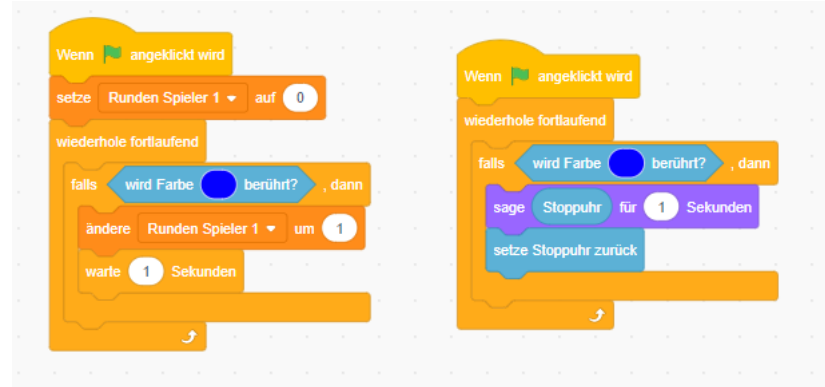 Wenn angeklickt wird
setze Runden Spieler 1 auf 0
wiederhole fortlaufend
falls wird Farbe berührt? , dann
ändere Runden Spieler 1 um 1
warte 1 Sekunden
Wenn angeklickt wird
wiederhole fortlaufend
falls wird Farbe berührt? , dann
sage Stoppuhr für 1 Sekunden
setze Stoppuhr zurück